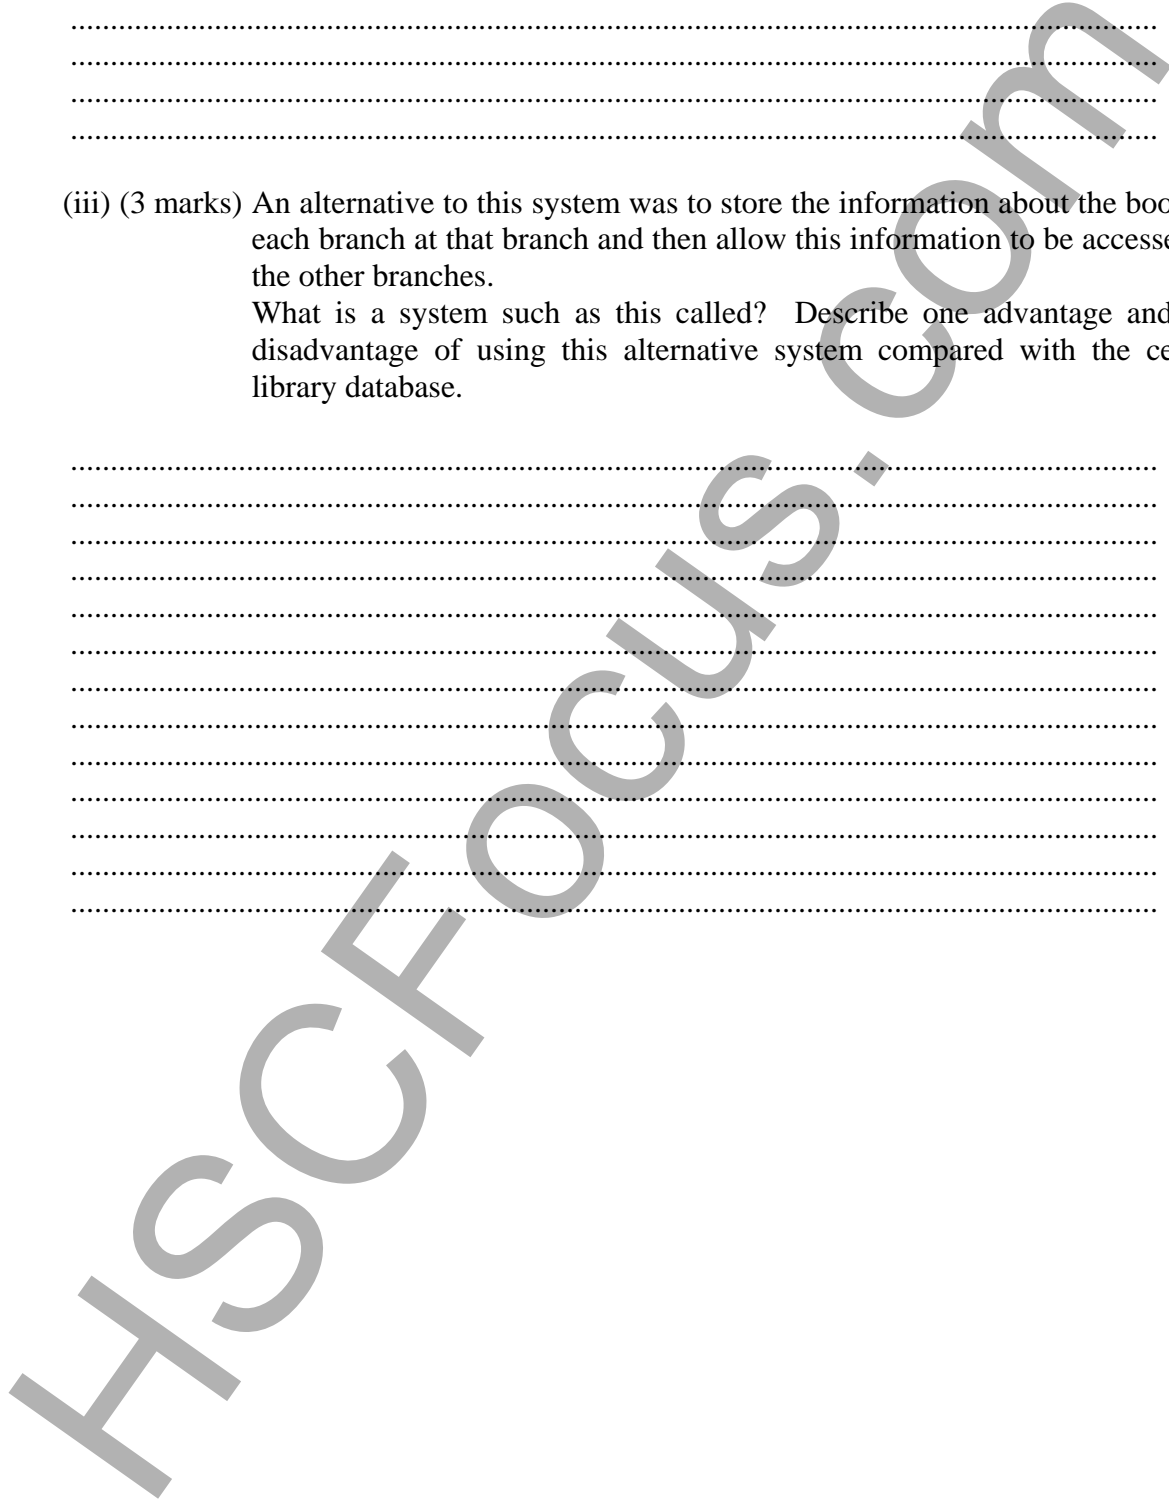 (iii) (3 marks) An alternative to this system was to store the information about the boo
each branch at that branch and then allow this information to be accesse
the other branches.
What is a system such as this called? Describe one advantage and
disadvantage of using this alternative system compared with the ce
library database.
HSCFocus.com